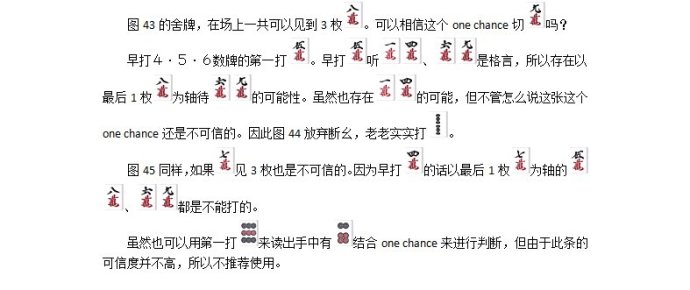 图 43 的舍牌，在场上一共可以见到 3 枚八萬。可以相信这个 one chance 切九萬吗？
早打４・５・６数牌的第一打伍萬。早打伍萬听一萬四萬、六萬九萬是格言，所以存在以
最后 1 枚八萬为轴待六萬九萬的可能性。虽然也存在一萬四萬的可能，但不管怎么说这张这个
one chance 还是不可信的。因此图 44 放弃断幺，老老实实打。
图 45 同样，如果七萬见 3 枚也是不可信的。因为早打四萬的话以最后 1 枚七萬为轴的伍萬
八萬、六萬九萬都是不能打的。
虽然也可以用第一打来读出手中有结合 one chance 来进行判断，但由于此条的
可信度并不高，所以不推荐使用。